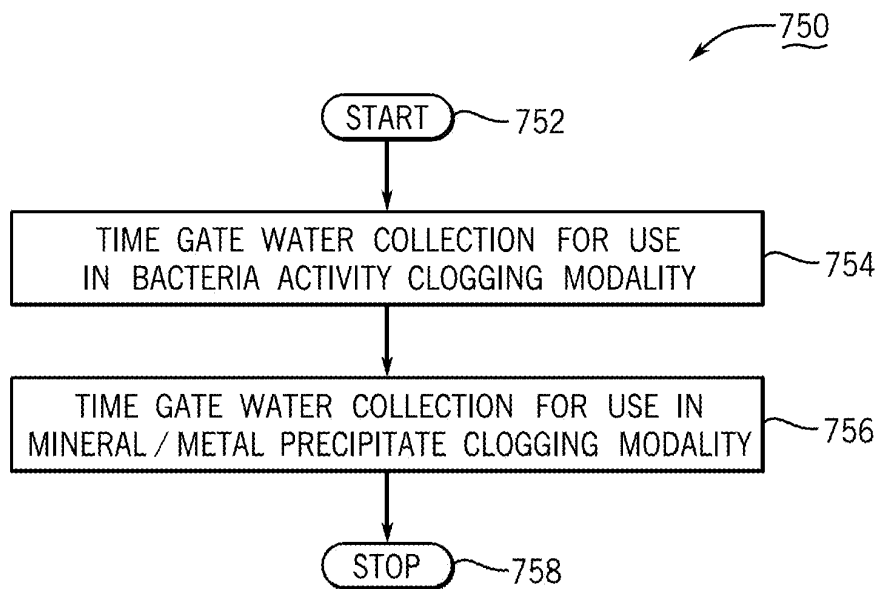 750
START 752
TIME GATE WATER COLLECTION FOR USE
IN BACTERIA ACTIVITY CLOGGING MODALITY
754
TIME GATE WATER COLLECTION FOR USE IN
MINERAL / METAL PRECIPITATE CLOGGING MODALITY
756
STOP 758